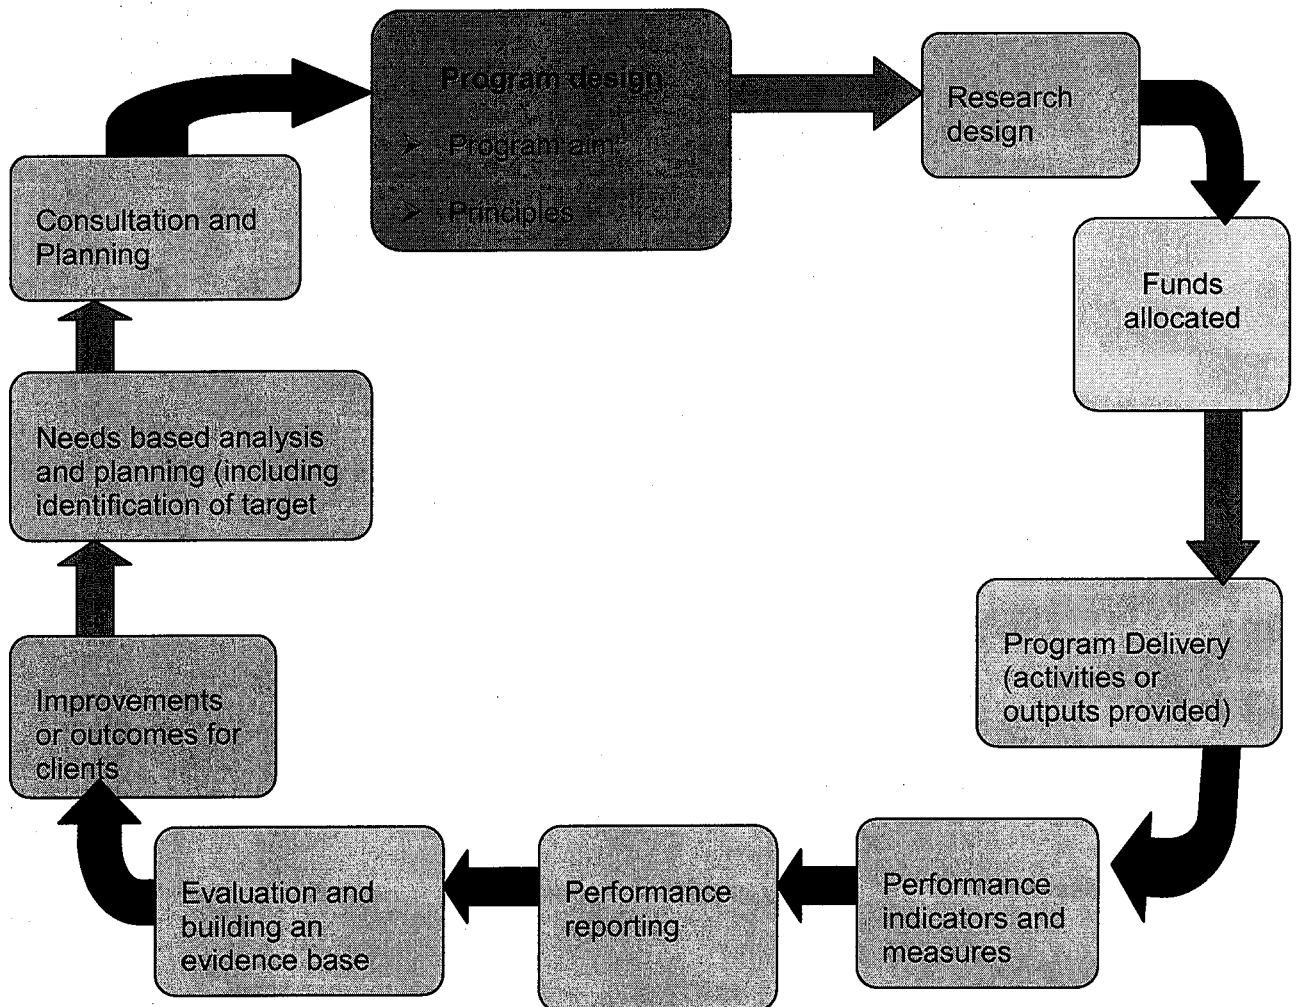 Program design
➢ Program aim
➢ Principles
Research
design
Funds
allocated
Program Delivery
(activities or
outputs provided)
Performance
indicators and
measures
Performance
reporting
Evaluation and
building an
evidence base
Improvements
or outcomes for
clients
Needs based analysis
and planning (including
identification of target
Consultation and
Planning